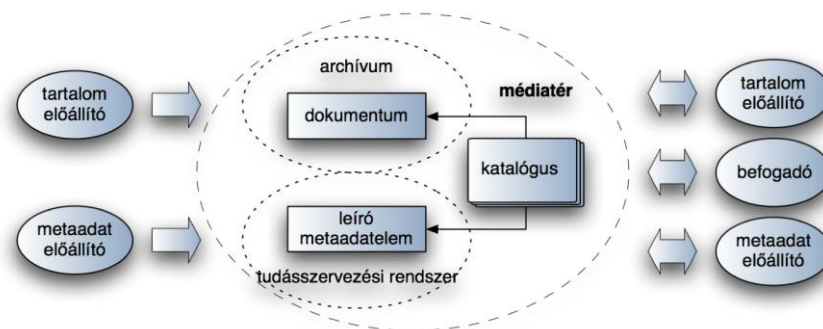 tartalom
előállító
metaadat
előállító
archívum
dokumentum
médiatér
katalógus
leíró
metaadatelem
tudásszervezési rendszer
tartalom
előállító
befogadó
metaadat
előállító